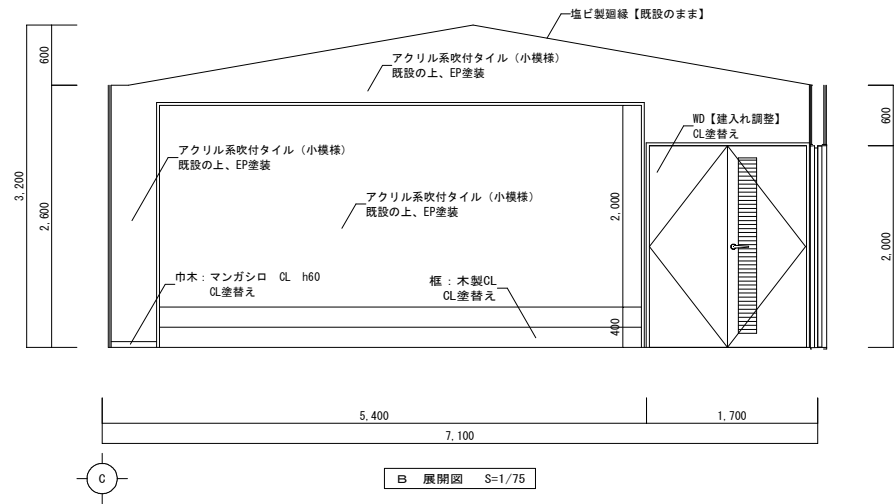 塩ビ製廻縁【既設のまま】
アクリル系吹付タイル（小模様）
既設の上、EP塗装
WD【建入れ調整】
CL塗替え
アクリル系吹付タイル（小模様）
既設の上、EP塗装
アクリル系吹付タイル（小模様）
既設の上、EP塗装
巾木：マンガシロ CL h60
CL塗替え
框：木製CL
CL塗替え
600
3,200
2,600
2,000
400
600
2,000
5,400
1,700
7,100
C
B 展開図 S=1/75